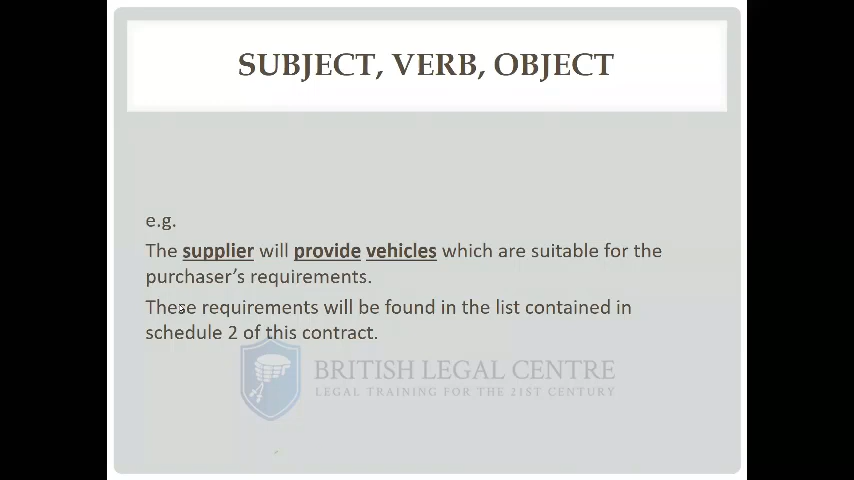 SUBJECT, VERB, OBJECT
e.g.
The supplier will provide vehicles which are suitable for the
purchaser's requirements.
These requirements will be found in the list contained in
schedule 2 of this contract.
BRITISH LEGAL CENTRE
LEGAL TRAINING FOR THE 21ST CENTURY